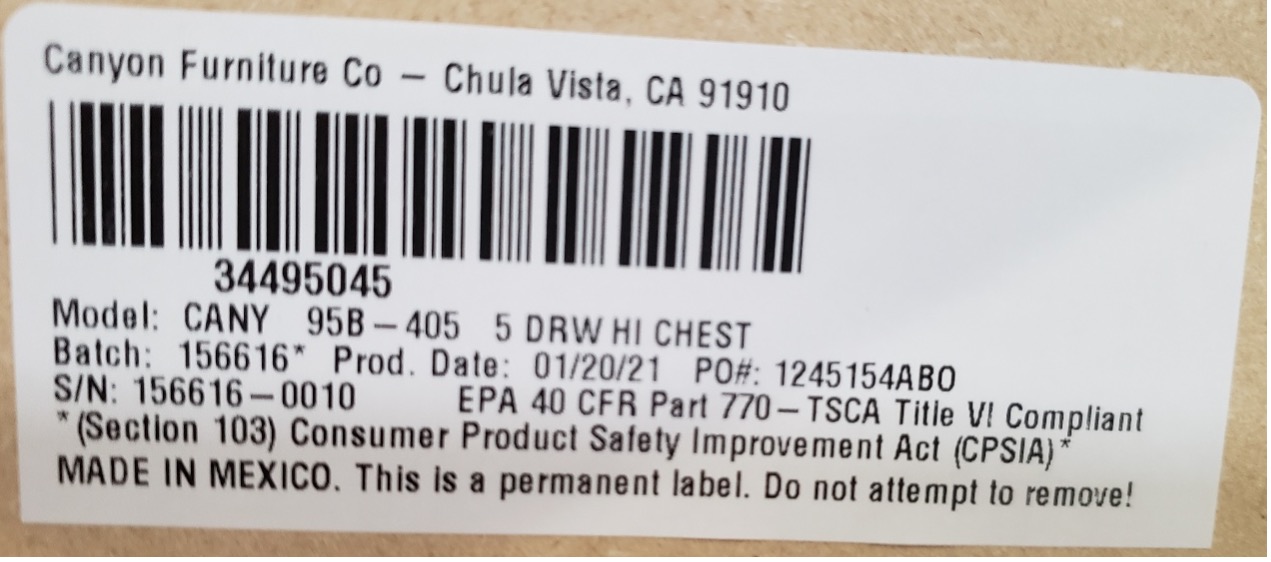 Canyon Furniture Co – Chula Vista, CA 91910
34495045
Model: CANY 95B–405 5 DRW HI CHEST
Batch: 156616* Prod. Date: 01/20/21 PO#: 1245154ABO
S/N: 156616–0010 EPA 40 CFR Part 770–TSCA Title VI Compliant
*(Section 103) Consumer Product Safety Improvement Act (CPSIA)*
MADE IN MEXICO. This is a permanent label. Do not attempt to remove!